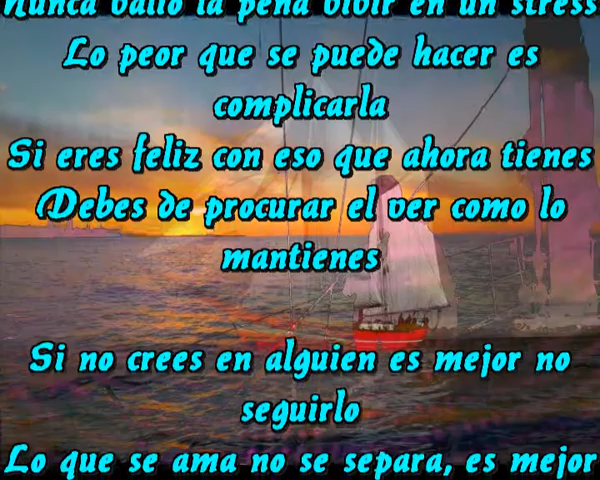 Nunca valió la pena vivir en un stress
Lo peor que se puede hacer es
complicarla
Si eres feliz con eso que ahora tienes
Debes de procurar el ver como lo
mantienes
Si no crees en alguien es mejor no
seguirlo
Lo que se ama no se separa, es mejor